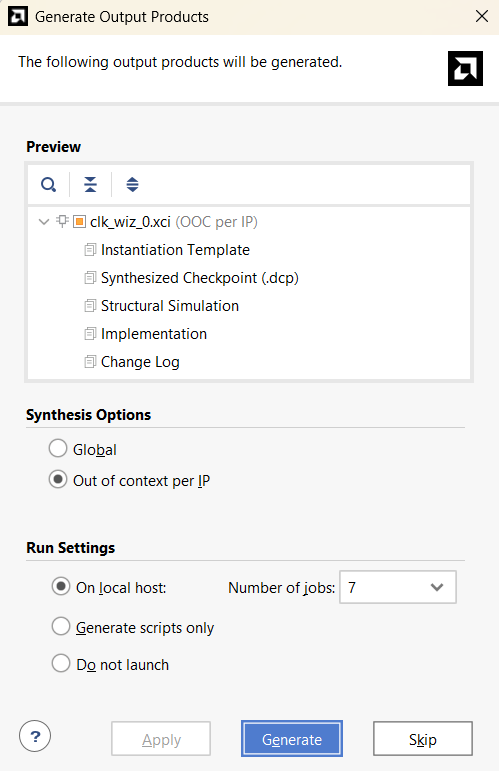 Generate Output Products
The following output products will be generated.
Preview
clk_wiz_0.xci (OOC per IP)
Instantiation Template
Synthesized Checkpoint (.dcp)
Structural Simulation
Implementation
Change Log
Synthesis Options
Global
Out of context per IP
Run Settings
On local host: Number of jobs: 7
Generate scripts only
Do not launch
? Apply Generate Skip